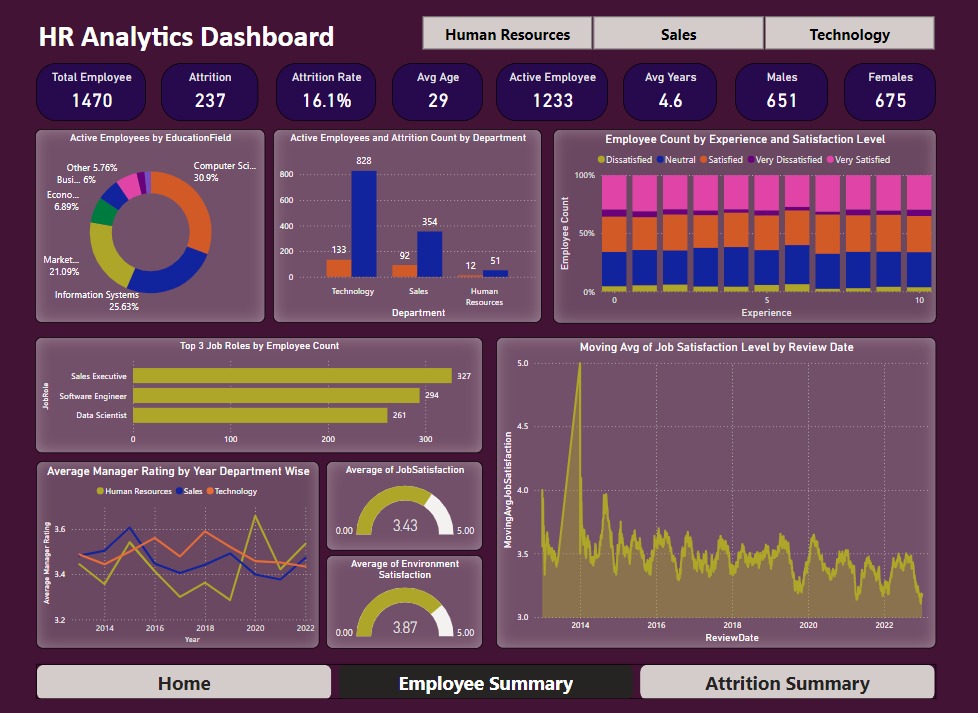 HR Analytics Dashboard
Human Resources
Sales
Technology
Total Employee
1470
Attrition
237
Attrition Rate
16.1%
Avg Age
29
Active Employee
1233
Avg Years
4.6
Males
651
Females
675
Active Employees by EducationField
Other 5.76%
Busi... 6%
Econo...
6.89%
Market...
21.09%
Information Systems
25.63%
Computer Sci...
30.9%
Active Employees and Attrition Count by Department
800
600
400
200
0
133
828
92
354
12
51
Technology
Sales
Human
Resources
Department
Employee Count by Experience and Satisfaction Level
Dissatisfied
Neutral
Satisfied
Very Dissatisfied
Very Satisfied
Employee Count
100%
50%
0%
0
5
10
Experience
Top 3 Job Roles by Employee Count
JobRole
Sales Executive
327
Software Engineer
294
Data Scientist
261
0
100
200
300
Moving Avg of Job Satisfaction Level by Review Date
MovingAvgJobSatisfaction
5.0
4.5
4.0
3.5
3.0
2014
2016
2018
2020
2022
ReviewDate
Average Manager Rating by Year Department Wise
Human Resources
Sales
Technology
Average Manager Rating
3.6
3.4
3.2
2014
2016
2018
2020
2022
Year
Average of JobSatisfaction
3.43
0.00
5.00
Average of Environment
Satisfaction
3.87
0.00
5.00
Home
Employee Summary
Attrition Summary